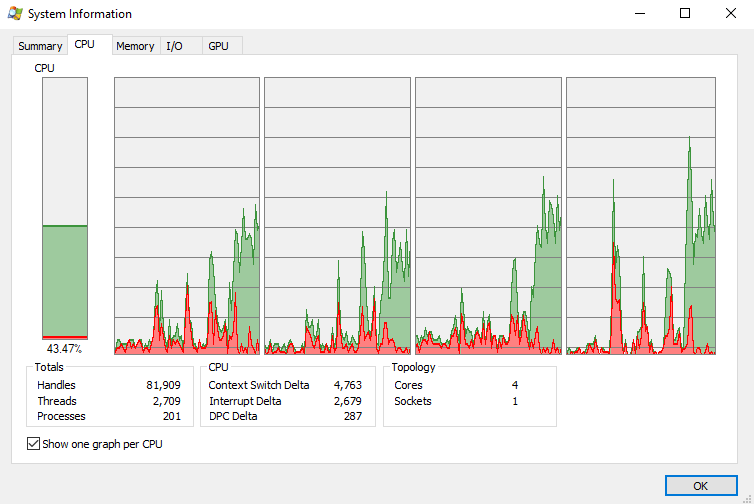 System Information
Summary CPU Memory I/O GPU
CPU
43.47%
Totals
Handles 81,909
Threads 2,709
Processes 201
CPU
Context Switch Delta 4,763
Interrupt Delta 2,679
DPC Delta 287
Topology
Cores 4
Sockets 1
Show one graph per CPU
OK